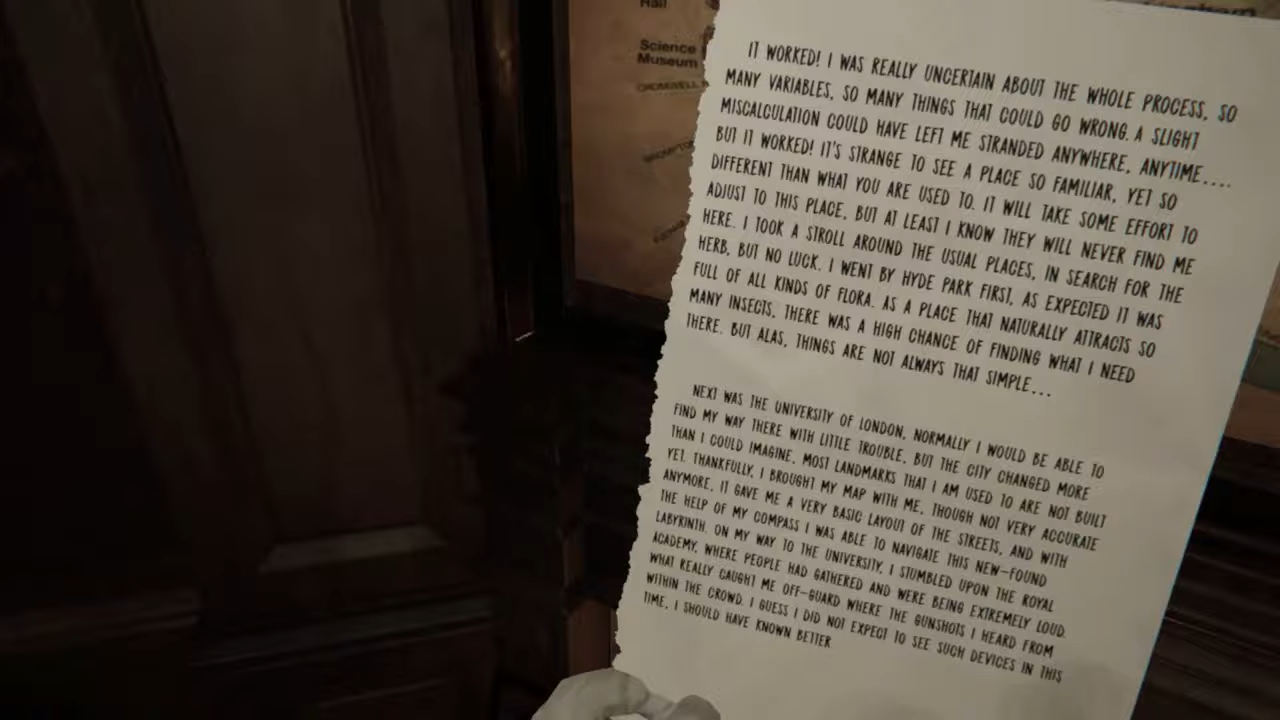 Hall
Science
Museum
IT WORKED! I WAS REALLY UNCERTAIN ABOUT THE WHOLE PROCESS, SO
MANY VARIABLES, SO MANY THINGS THAT COULD GO WRONG. A SLIGHT
MISCALCULATION COULD HAVE LEFT ME STRANDED ANYWHERE, ANYTIME....
BUT IT WORKED! IT'S STRANGE TO SEE A PLACE SO FAMILIAR, YET SO
DIFFERENT THAN WHAT YOU ARE USED TO. IT WILL TAKE SOME EFFORT TO
ADJUST TO THIS PLACE, BUT AT LEAST I KNOW THEY WILL NEVER FIND ME
HERE. I TOOK A STROLL AROUND THE USUAL PLACES, IN SEARCH FOR THE
HERB, BUT NO LUCK. I WENT BY HYDE PARK FIRST, AS EXPECTED IT WAS
FULL OF ALL KINDS OF FLORA. AS A PLACE THAT NATURALLY ATTRACTS SO
MANY INSECTS, THERE WAS A HIGH CHANCE OF FINDING WHAT I NEED
THERE. BUT ALAS, THINGS ARE NOT ALWAYS THAT SIMPLE...
NEXT WAS THE UNIVERSITY OF LONDON, NORMALLY I WOULD BE ABLE TO
FIND MY WAY THERE WITH LITTLE TROUBLE, BUT THE CITY CHANGED MORE
THAN I COULD IMAGINE. MOST LANDMARKS THAT I AM USED TO ARE NOT BUILT
YET. THANKFULLY, I BROUGHT MY MAP WITH ME, THOUGH NOT VERY ACCURATE
ANYMORE, IT GAVE ME A VERY BASIC LAYOUT OF THE STREETS, AND WITH
THE HELP OF MY COMPASS I WAS ABLE TO NAVIGATE THIS NEW-FOUND
LABYRINTH. ON MY WAY TO THE UNIVERSITY, I STUMBLED UPON THE ROYAL
ACADEMY, WHERE PEOPLE HAD GATHERED AND WERE BEING EXTREMELY LOUD.
WHAT REALLY CAUGHT ME OFF-GUARD WHERE THE GUNSHOTS I HEARD FROM
WITHIN THE CROWD. I GUESS I DID NOT EXPECT TO SEE SUCH DEVICES IN THIS
TIME, I SHOULD HAVE KNOWN BETTER